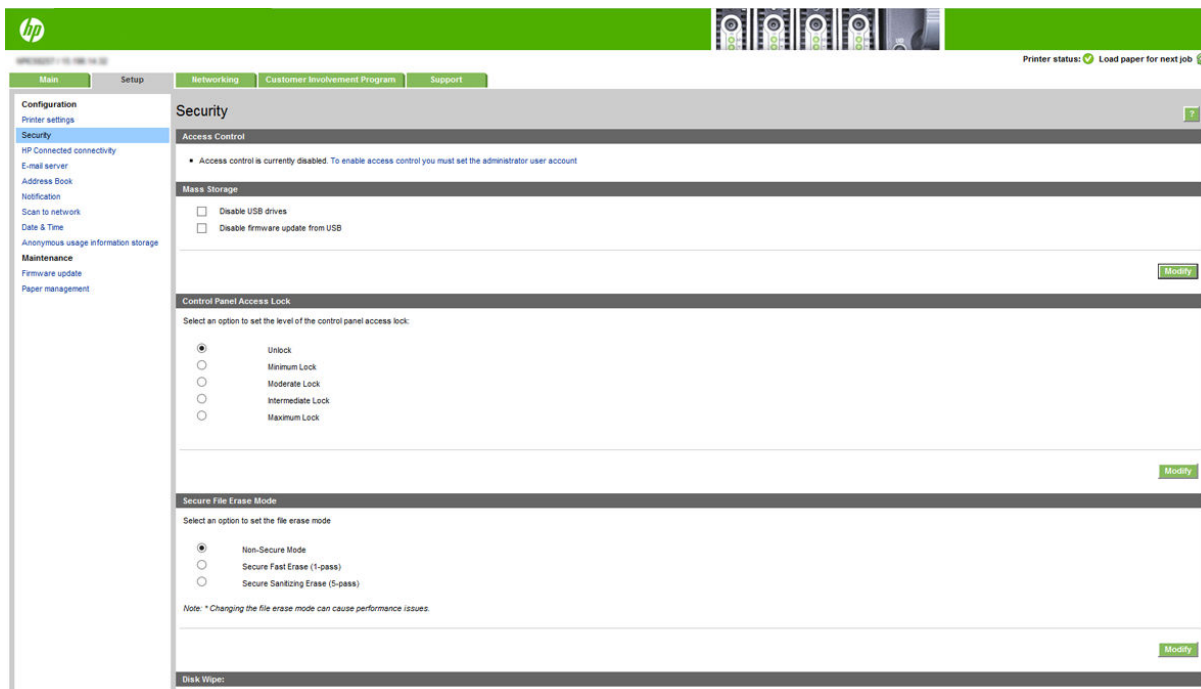 hp
Printer status: Load paper for next job
Main Setup Networking Customer Involvement Program Support
Configuration
Printer settings
Security
HP Connected connectivity
E-mail server
Address Book
Notification
Scan to network
Date & Time
Anonymous usage information storage
Maintenance
Firmware update
Paper management
Security
?
Access Control
Access control is currently disabled. To enable access control you must set the administrator user account
Mass Storage
Disable USB drives
Disable firmware update from USB
Modify
Control Panel Access Lock
Select an option to set the level of the control panel access lock:
Unlock
Minimum Lock
Moderate Lock
Intermediate Lock
Maximum Lock
Modify
Secure File Erase Mode
Select an option to set the file erase mode
Non-Secure Mode
Secure Fast Erase (1-pass)
Secure Sanitizing Erase (5-pass)
Note: * Changing the file erase mode can cause performance issues.
Modify
Disk Wipe: